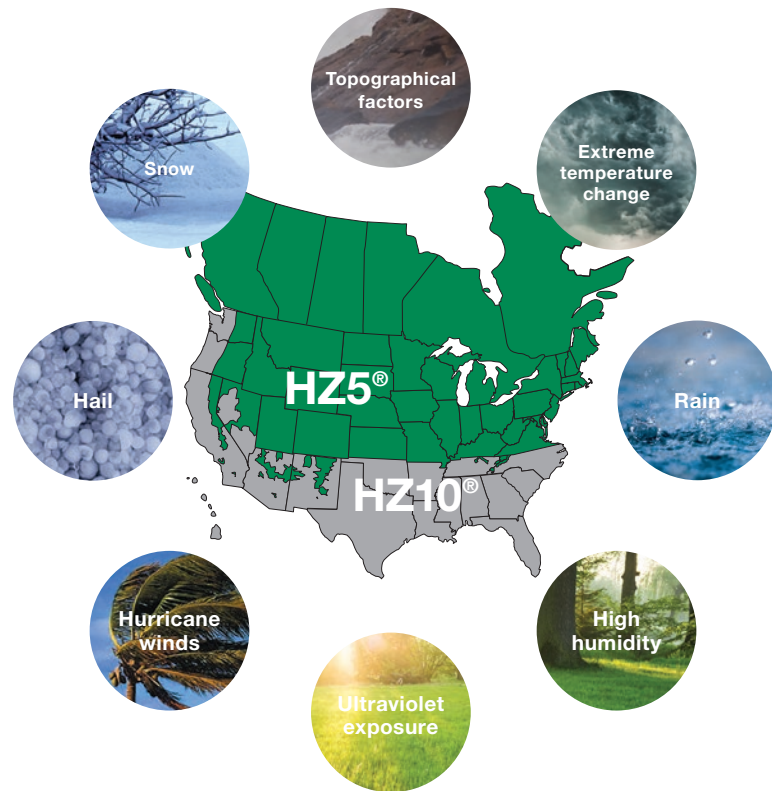 Topographical
factors
Snow
Extreme
temperature
change
HZ5®
Hail
Rain
HZ10®
Hurricane
winds
High
humidity
Ultraviolet
exposure